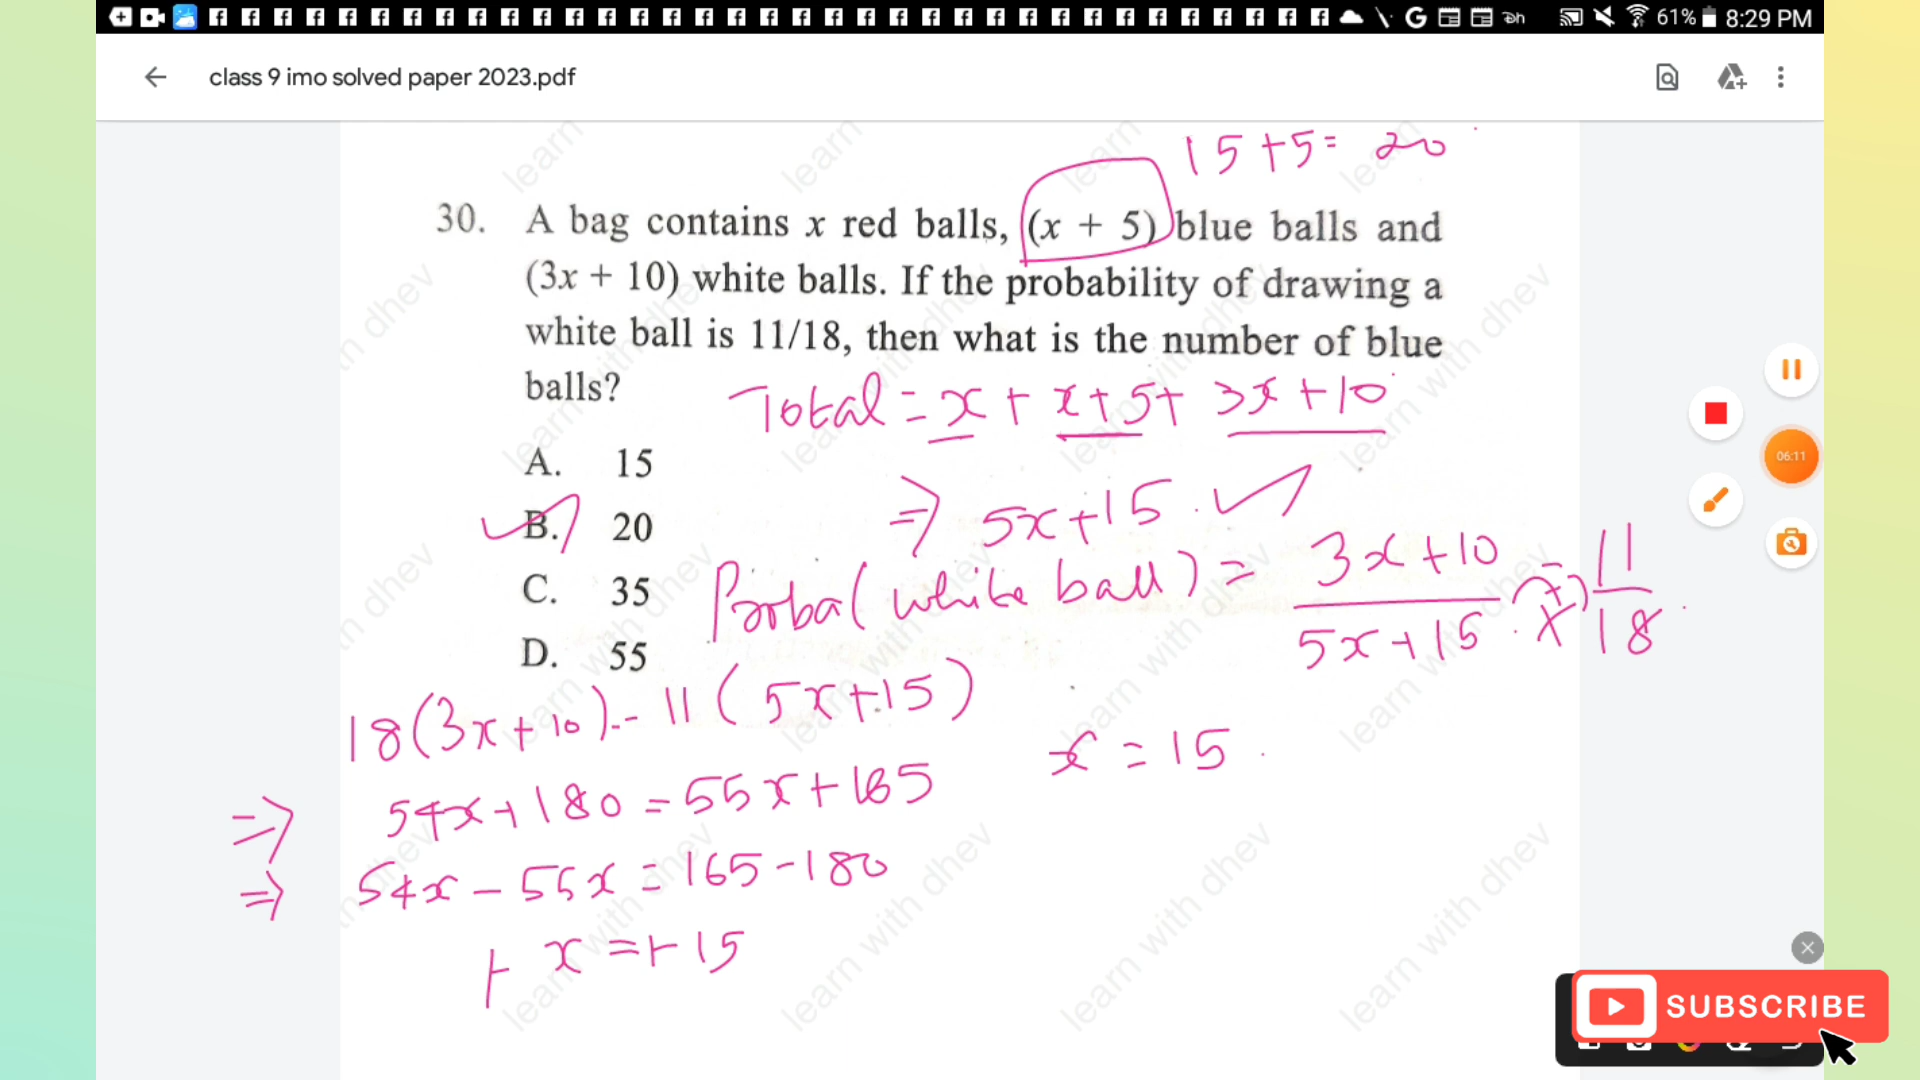 61% 8:29 PM
class 9 imo solved paper 2023.pdf
15+5= 20
30. A bag contains x red balls, (x + 5) blue balls and
(3x + 10) white balls. If the probability of drawing a
white ball is 11/18, then what is the number of blue
balls?
Total = x + x+5+ 3x+10
A. 15
⇒ 5x+15
B. 20
C. 35
Proba(white ball) = 3x+10 / 5x+15 = 11 / 18
D. 55
18(3x+10) = 11(5x+15)
x = 15
⇒ 54x+180=55x+165
⇒ 54x-55x=165-180
x = 15
06:11
SUBSCRIBE
learn with dhev